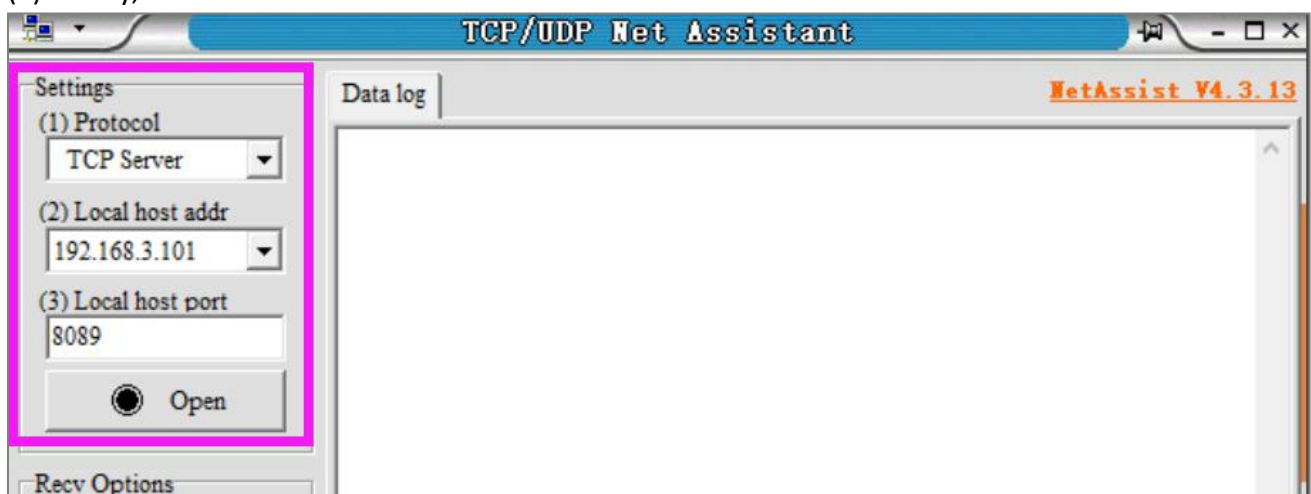 TCP/UDP Net Assistant
Settings
(1) Protocol
TCP Server
(2) Local host addr
192.168.3.101
(3) Local host port
8089
Open
Recv Options
Data log
NetAssist V4.3.13